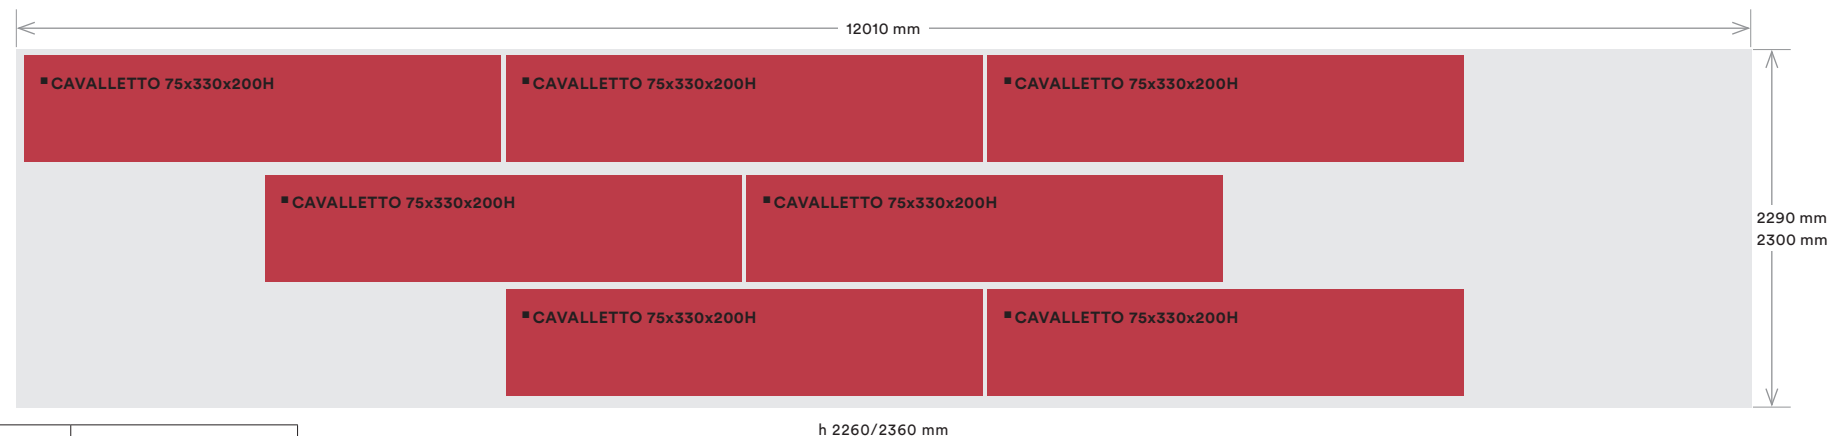 12010 mm
▪ CAVALLETTO 75x330x200H
▪ CAVALLETTO 75x330x200H
▪ CAVALLETTO 75x330x200H
▪ CAVALLETTO 75x330x200H
▪ CAVALLETTO 75x330x200H
2290 mm
2300 mm
▪ CAVALLETTO 75x330x200H
▪ CAVALLETTO 75x330x200H
h 2260/2360 mm